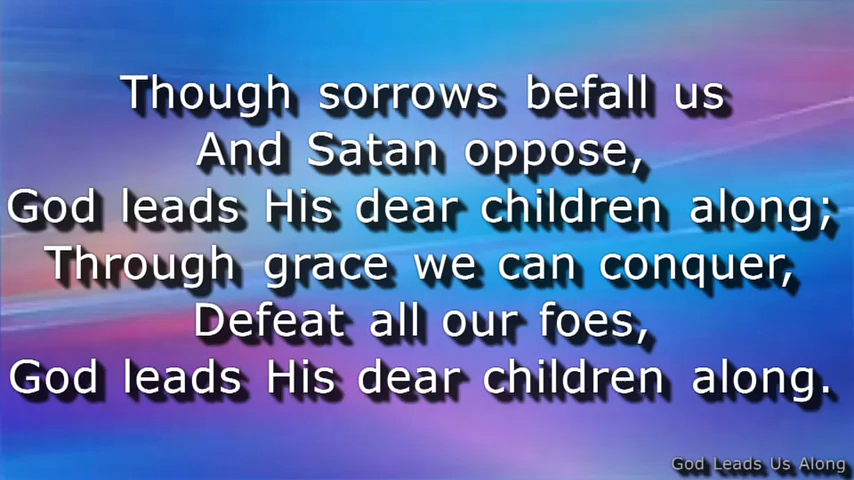 Though sorrows befall us
And Satan oppose,
God leads His dear children along;
Through grace we can conquer,
Defeat all our foes,
God leads His dear children along.
God Leads Us Along